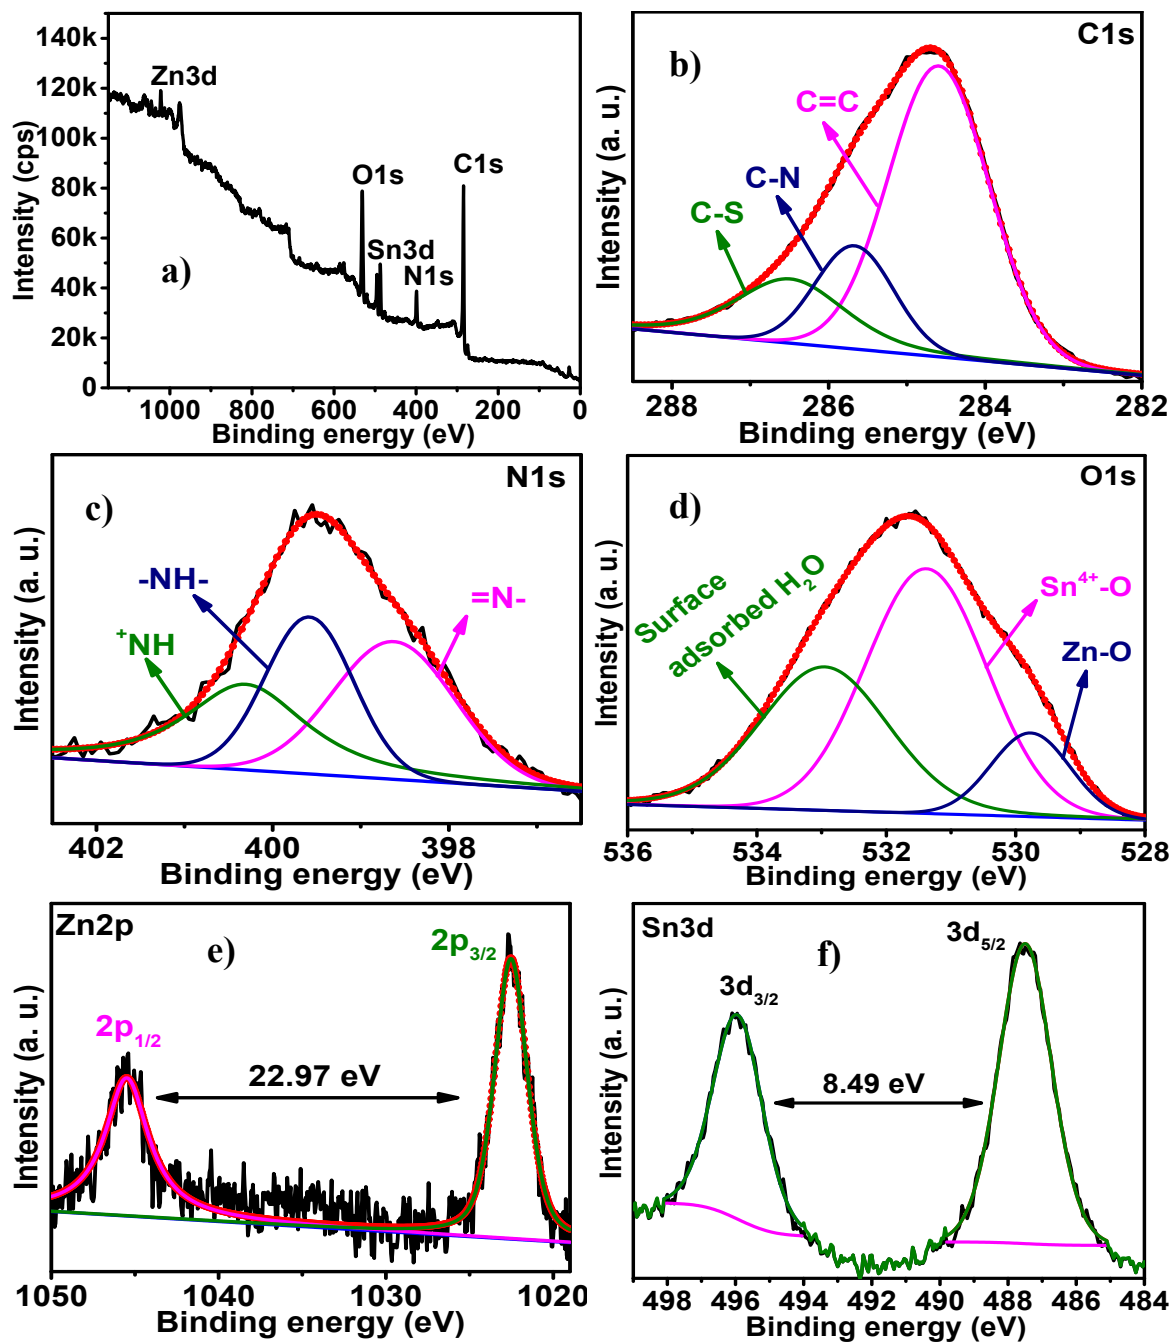 140k
120k
100k
80k
60k
40k
20k
0
Intensity (cps)
Zn3d
O1s
Sn3d
N1s
C1s
a)
1000 800 600 400 200 0
Binding energy (eV)
b)
C1s
C=C
C-N
C-S
Intensity (a. u.)
288 286 284 282
Binding energy (eV)
c)
N1s
-NH-
⁺NH
=N-
Intensity (a. u.)
402 400 398
Binding energy (eV)
d)
O1s
Surface
adsorbed H₂O
Sn⁴⁺-O
Zn-O
Intensity (a. u.)
536 534 532 530 528
Binding energy (eV)
Zn2p
e)
2p₃/₂
2p₁/₂
22.97 eV
Intensity (a. u.)
1050 1040 1030 1020
Binding energy (eV)
Sn3d
f)
3d₅/₂
3d₃/₂
8.49 eV
Intensity (a. u.)
498 496 494 492 490 488 486 484
Binding energy (eV)